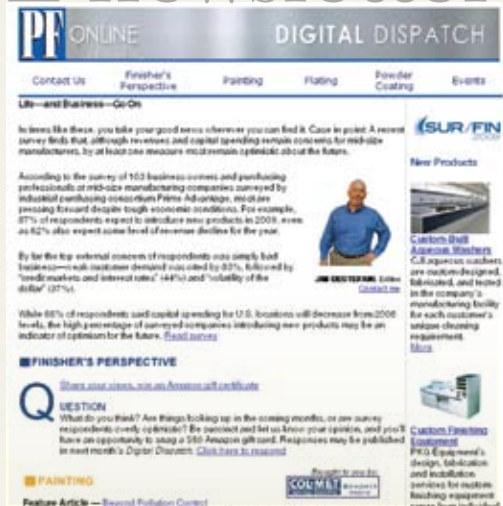 Newsletter
PF ONLINE
DIGITAL DISPATCH
Contact Us
Finisher's Perspective
Painting
Plating
Powder Coating
Events
Life—and Business—Go On
In times like these, you take your good news wherever you can find it. Case in point: A recent
survey finds that, although revenues and capital spending remain concerns for mid-size
manufacturers, by at least one measure most remain optimistic about the future.
According to the survey of 103 business owners and purchasing
professionals at mid-size manufacturing companies surveyed by
industrial purchasing consortium Prime Advantage, most are
pressing forward despite tough economic conditions. For example,
87% of respondents expect to introduce new products in 2009, even
as 62% also expect some level of revenue decline for the year.
By far the top external concern of respondents was simply bad
business—weak customer demand was cited by 83%, followed by
"credit markets and interest rates" (44%) and "volatility of the
dollar" (37%).
Editor
Contact me
While 66% of respondents said capital spending for U.S. locations will decrease from 2008
levels, the high percentage of surveyed companies introducing new products may be an
indicator of optimism for the future. Read survey
FINISHER'S PERSPECTIVE
Share your views, win an Amazon gift certificate
QUESTION
What do you think? Are things looking up in the coming months, or are survey
respondents overly optimistic? Be succinct and let us know your opinion, and you'll
have an opportunity to snag a $50 Amazon gift card. Responses may be published
in next month's Digital Dispatch. Click here to respond
PAINTING
Brought to you by:
Feature Article — Beyond Pollution Control
SUR/FIN
2009
New Products
Custom-Built
Aqueous Washers
aqueous washers
are custom designed,
fabricated, and tested
in the company's
manufacturing facility
for each customer's
unique cleaning
requirement.
More
Custom Finishing
Equipment
PKG Equipment's
design, fabrication
and installation
services for custom
finishing equipment
range from individual